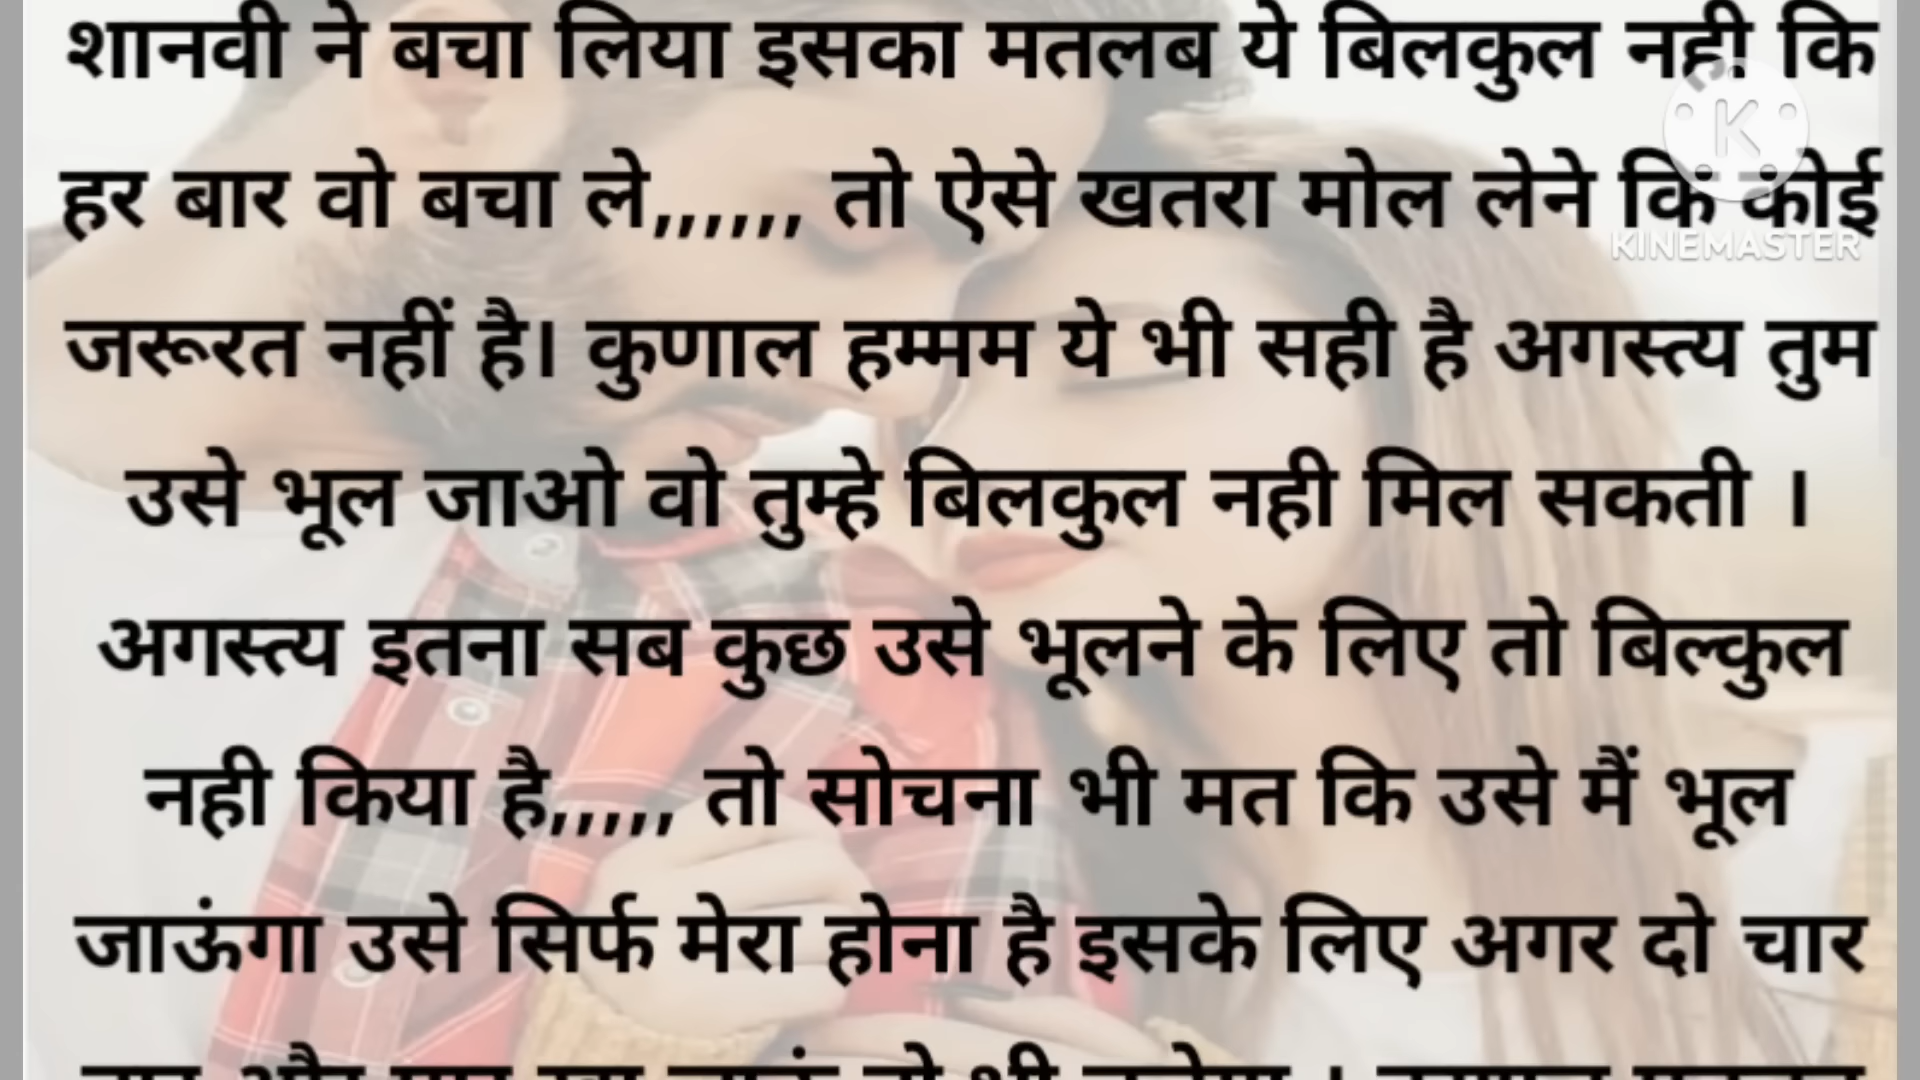 शानवी ने बचा लिया इसका मतलब ये बिलकुल नही कि
हर बार वो बचा ले,,,,,, तो ऐसे खतरा मोल लेने कि कोई
KINEMASTER
जरूरत नहीं है। कुणाल हम्मम ये भी सही है अगस्त्य तुम
उसे भूल जाओ वो तुम्हे बिलकुल नही मिल सकती ।
अगस्त्य इतना सब कुछ उसे भूलने के लिए तो बिल्कुल
नही किया है,,,,, तो सोचना भी मत कि उसे मैं भूल
जाऊंगा उसे सिर्फ मेरा होना है इसके लिए अगर दो चार